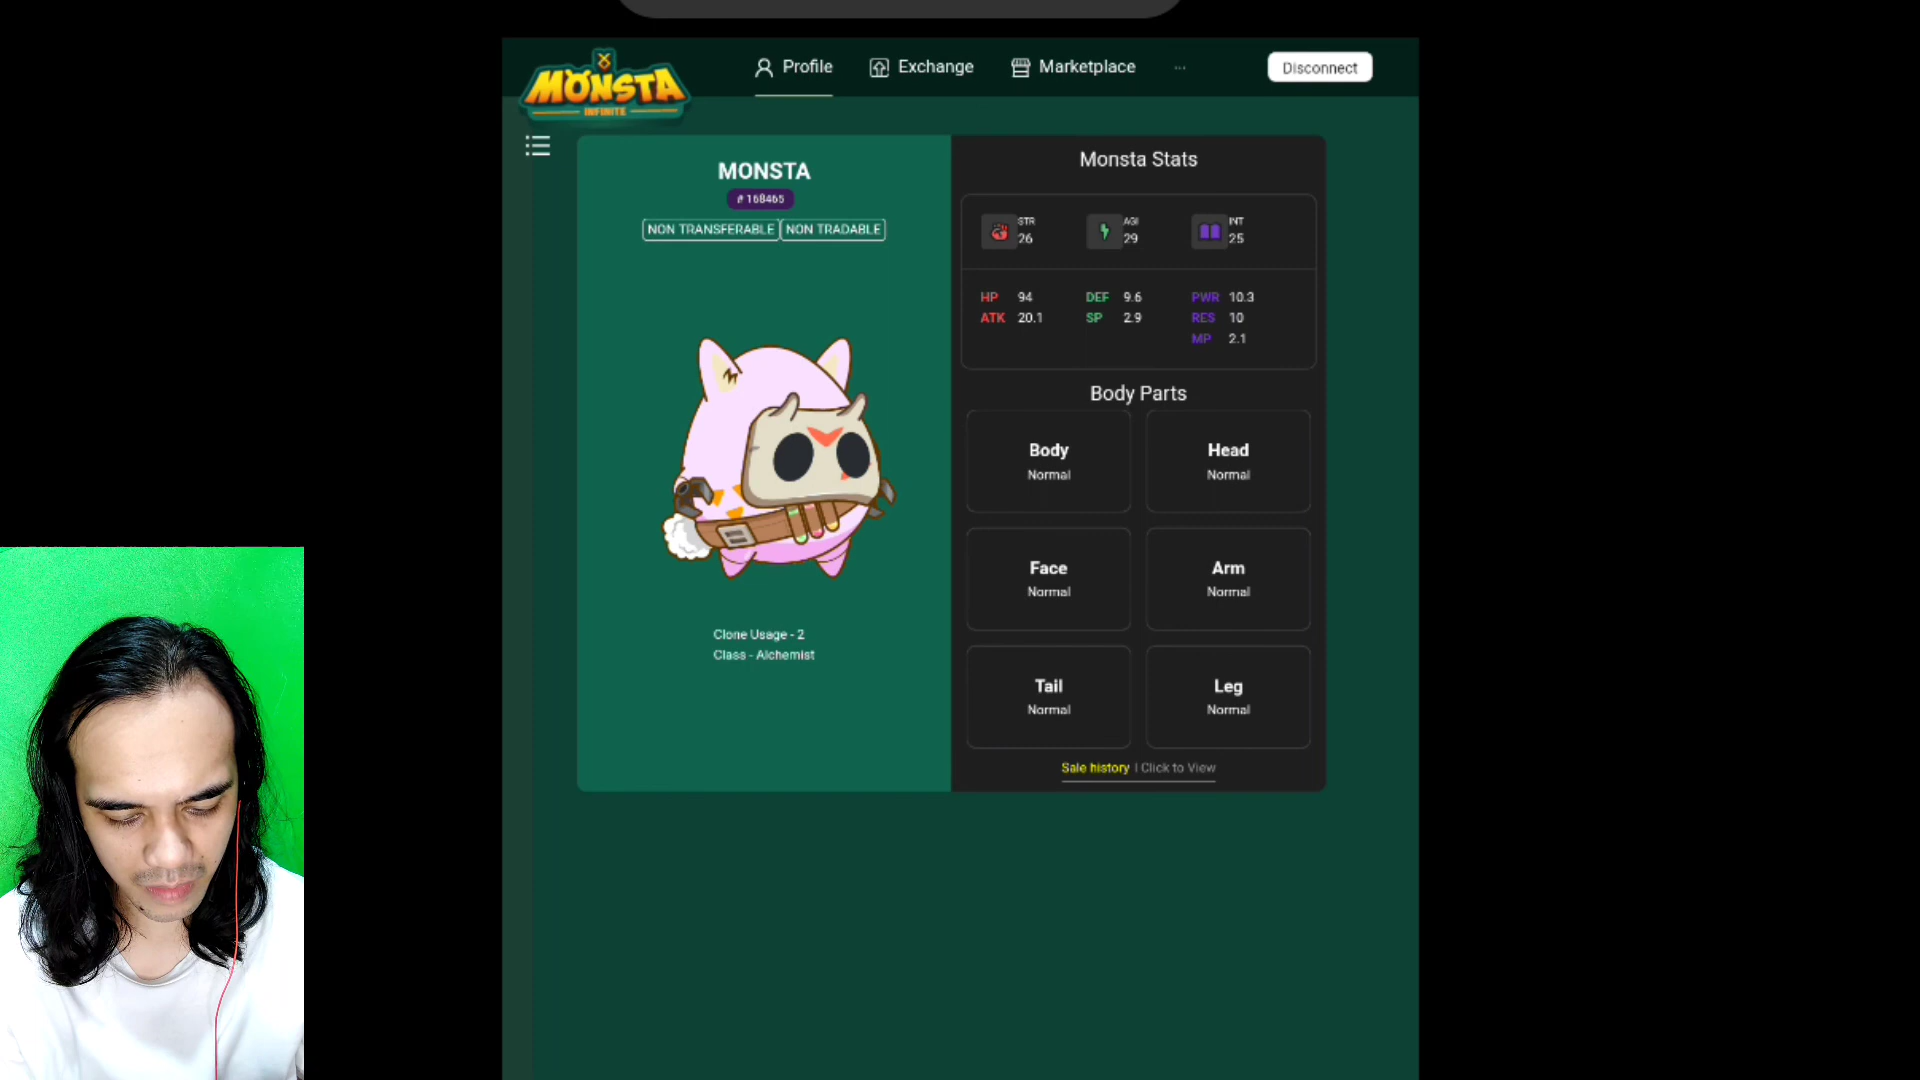 MONSTA
INFINITE
Profile
Exchange
Marketplace
...
Disconnect
MONSTA
# 168465
NON TRANSFERABLE NON TRADABLE
Clone Usage - 2
Class - Alchemist
Monsta Stats
STR
26
AGI
29
INT
25
HP 94
DEF 9.6
PWR 10.3
ATK 20.1
SP 2.9
RES 10
MP 2.1
Body Parts
Body
Normal
Head
Normal
Face
Normal
Arm
Normal
Tail
Normal
Leg
Normal
Sale history | Click to View